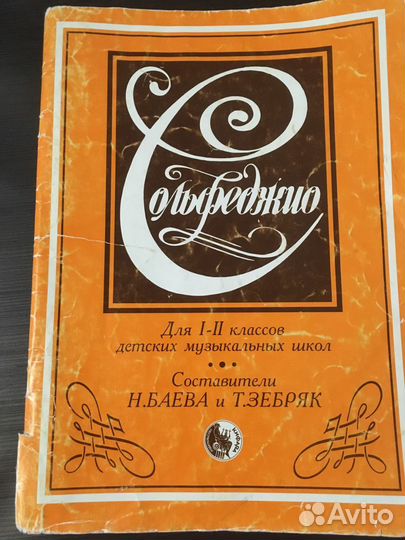 Сольфеджио
Для I-II классов
детских музыкальных школ
Составители
Н.БАЕВА и Т.ЗЕБРЯК
Avito